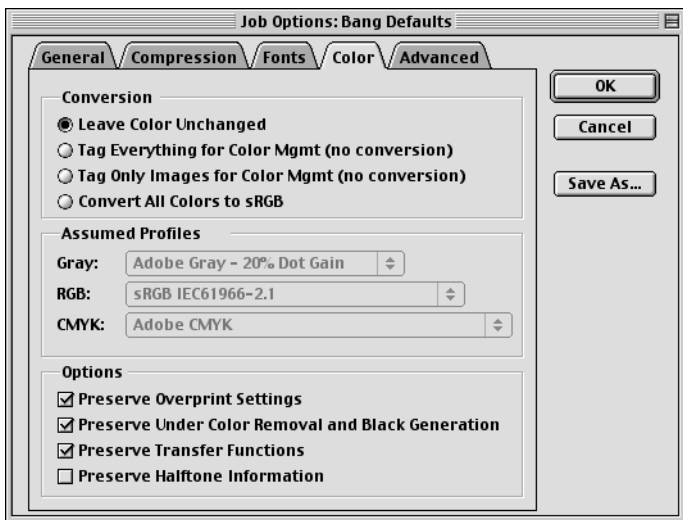 Job Options: Bang Defaults
General Compression Fonts Color Advanced
Conversion
Leave Color Unchanged
Tag Everything for Color Mgmt (no conversion)
Tag Only Images for Color Mgmt (no conversion)
Convert All Colors to sRGB
Assumed Profiles
Gray: Adobe Gray - 20% Dot Gain
RGB: sRGB IEC61966-2.1
CMYK: Adobe CMYK
Options
Preserve Overprint Settings
Preserve Under Color Removal and Black Generation
Preserve Transfer Functions
Preserve Halftone Information
OK
Cancel
Save As...